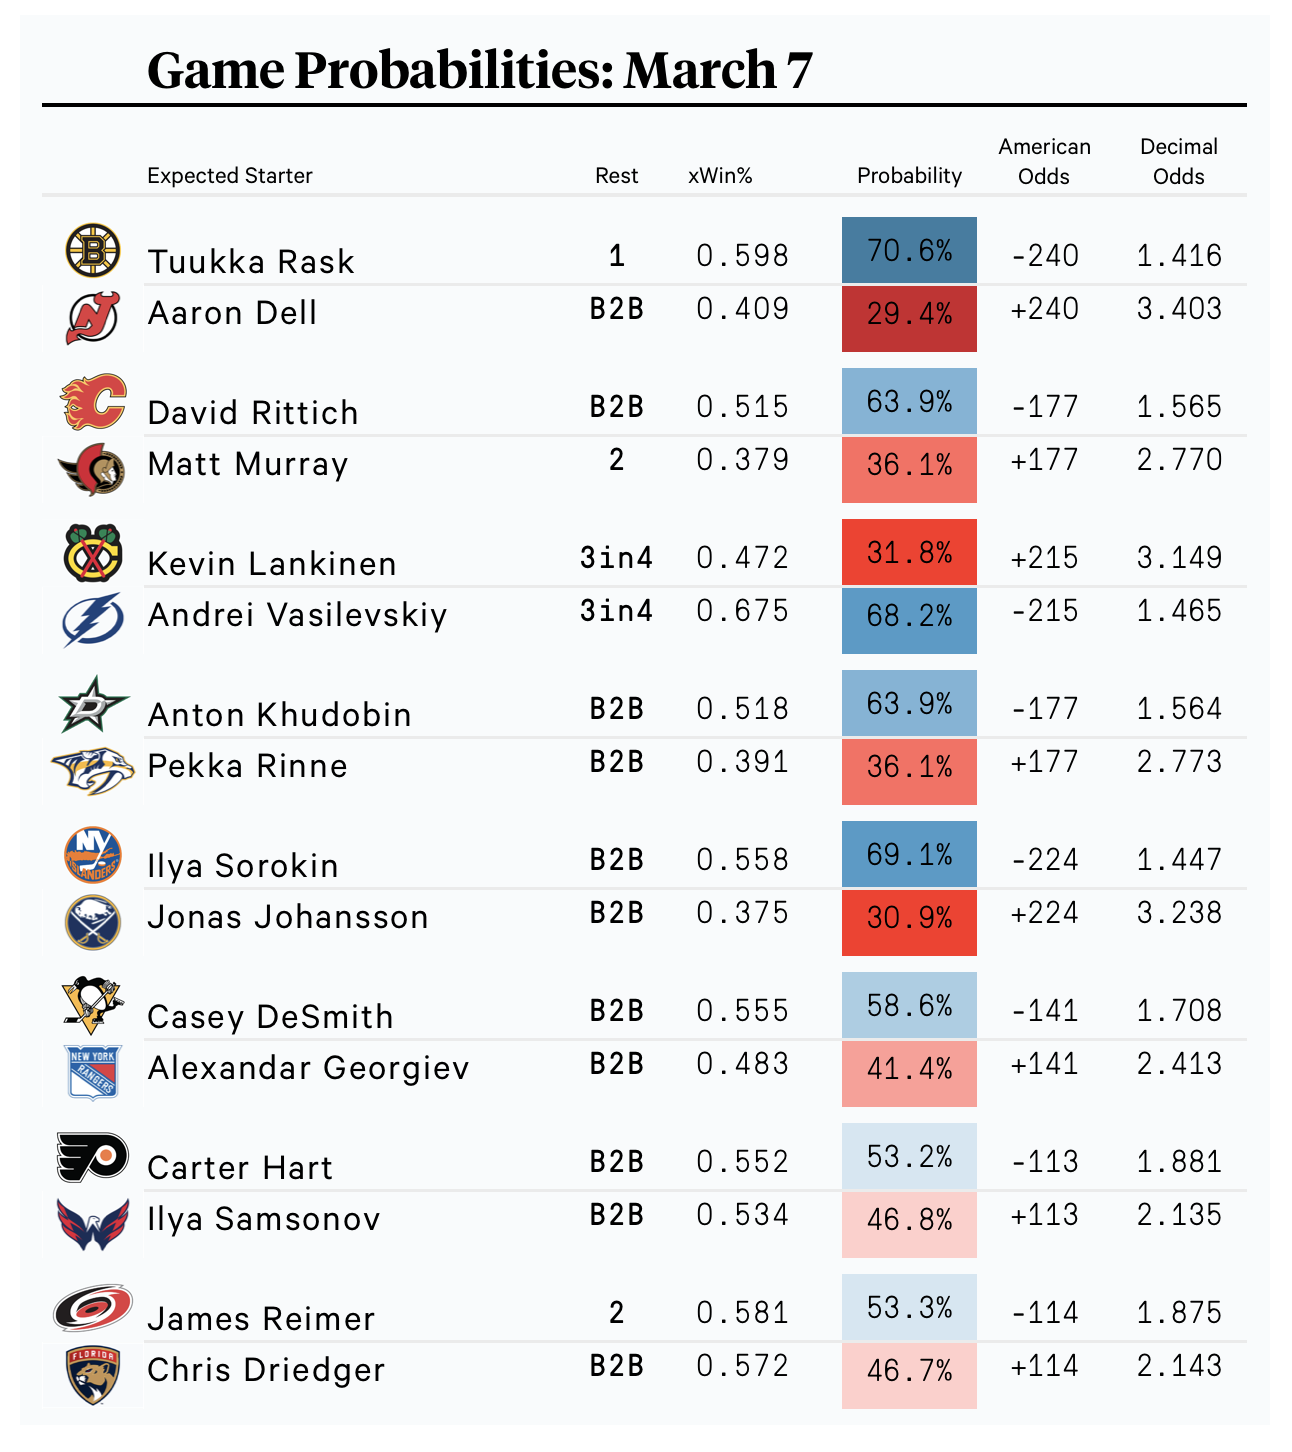 Game Probabilities: March 7
Expected Starter Rest xWin% Probability American Odds Decimal Odds
B Tuukka Rask 1 0.598 70.6% -240 1.416
Aaron Dell B2B 0.409 29.4% +240 3.403
David Rittich B2B 0.515 63.9% -177 1.565
Matt Murray 2 0.379 36.1% +177 2.770
Kevin Lankinen 3in4 0.472 31.8% +215 3.149
Andrei Vasilevskiy 3in4 0.675 68.2% -215 1.465
D Anton Khudobin B2B 0.518 63.9% -177 1.564
Pekka Rinne B2B 0.391 36.1% +177 2.773
NY ISLANDERS Ilya Sorokin B2B 0.558 69.1% -224 1.447
Jonas Johansson B2B 0.375 30.9% +224 3.238
Casey DeSmith B2B 0.555 58.6% -141 1.708
NEW YORK RANGERS Alexandar Georgiev B2B 0.483 41.4% +141 2.413
Carter Hart B2B 0.552 53.2% -113 1.881
Ilya Samsonov B2B 0.534 46.8% +113 2.135
James Reimer 2 0.581 53.3% -114 1.875
FLORIDA Chris Driedger B2B 0.572 46.7% +114 2.143